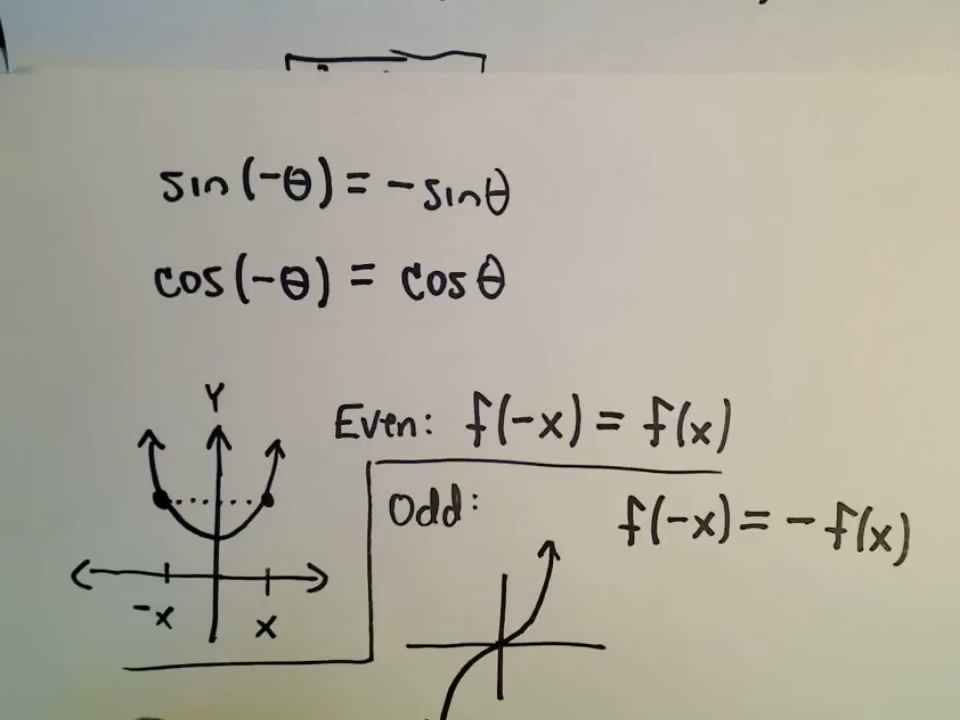 sin(-θ) = -sinθ
cos(-θ) = cosθ
Y
Even: f(-x) = f(x)
Odd: f(-x) = -f(x)
-x x